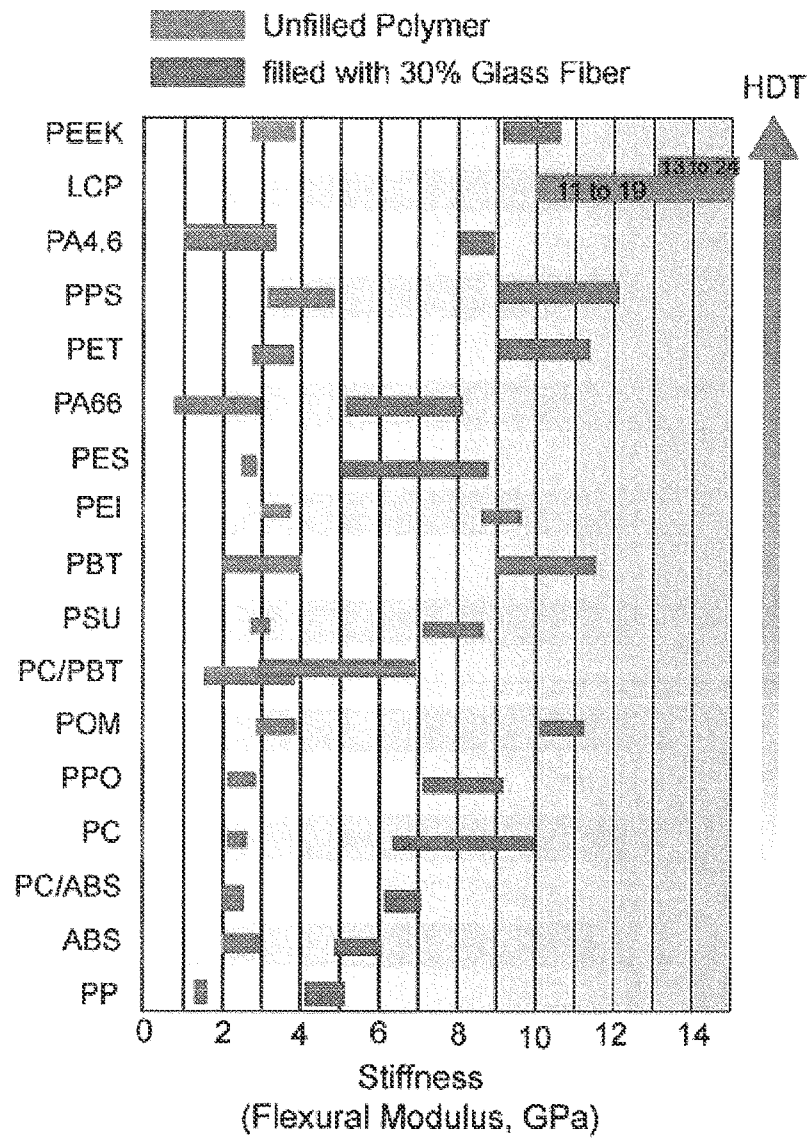 Unfilled Polymer
filled with 30% Glass Fiber
HDT
PEEK
LCP
13 to 24
11 to 19
PA4,6
PPS
PET
PA66
PES
PEI
PBT
PSU
PC/PBT
POM
PPO
PC
PC/ABS
ABS
PP
0 2 4 6 8 10 12 14
Stiffness
(Flexural Modulus, GPa)